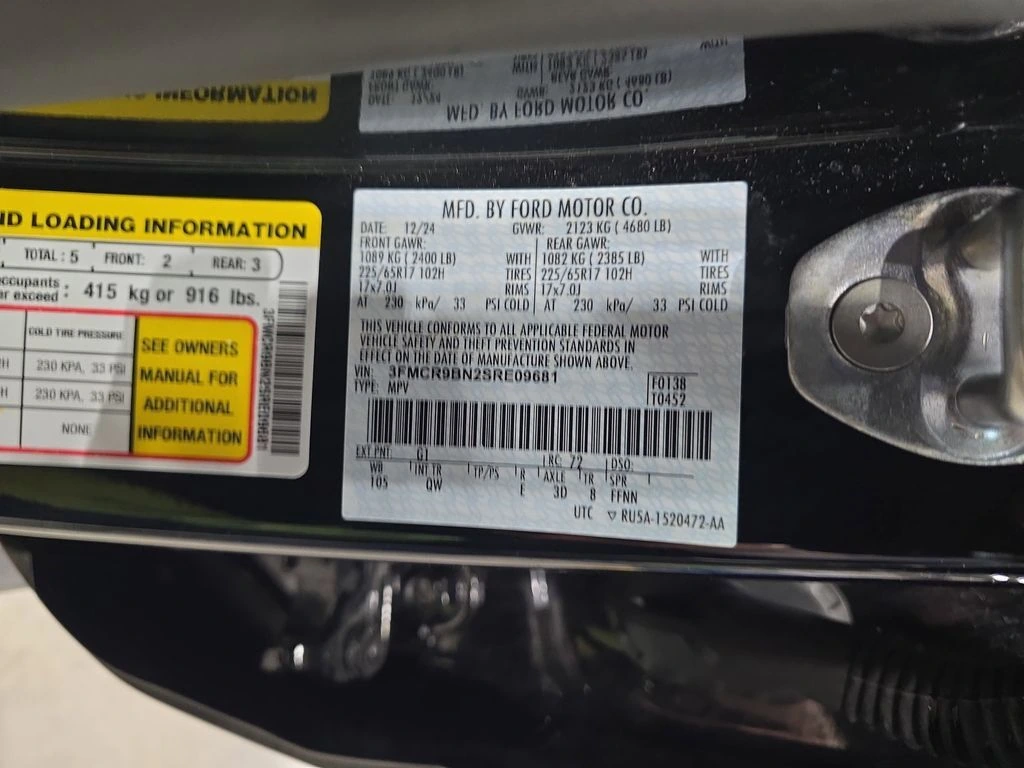 MFD. BY FORD MOTOR CO.
ND LOADING INFORMATION
TOTAL: 5 FRONT: 2 REAR: 3
ccupants
r exceed: 415 kg or 916 lbs.
COLD TIRE PRESSURE
230 KPA, 33 PSI
230 KPA, 33 PSI
NONE
SEE OWNERS
MANUAL FOR
ADDITIONAL
INFORMATION
3FMCR9BN2SRE09681
MFD. BY FORD MOTOR CO.
DATE: 12/24 GVWR: 2123 KG ( 4680 LB)
FRONT GAWR: REAR GAWR:
1089 KG ( 2400 LB) WITH 1082 KG ( 2385 LB) WITH
225/65R17 102H TIRES 225/65R17 102H TIRES
17x7.0J RIMS 17x7.0J RIMS
AT 230 kPa/ 33 PSI COLD AT 230 kPa/ 33 PSI COLD
THIS VEHICLE CONFORMS TO ALL APPLICABLE FEDERAL MOTOR
VEHICLE SAFETY AND THEFT PREVENTION STANDARDS IN
EFFECT ON THE DATE OF MANUFACTURE SHOWN ABOVE.
VIN: 3FMCR9BN2SRE09681
TYPE: MPV
F0138
T0452
EXT PNT: G1 RC: 72 DSO:
WB INT TR TP/PS R AXLE TR SPR
105 QW E 3D 8 FFNN
UTC ▽ RU5A-1520472-AA